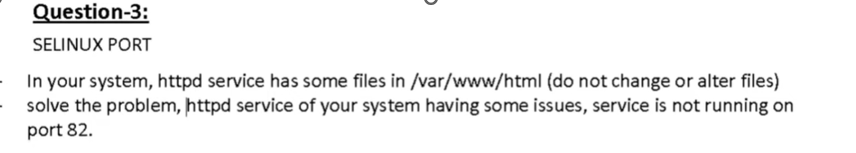 Question-3:
SELINUX PORT
- In your system, httpd service has some files in /var/www/html (do not change or alter files)
- solve the problem, httpd service of your system having some issues, service is not running on
port 82.